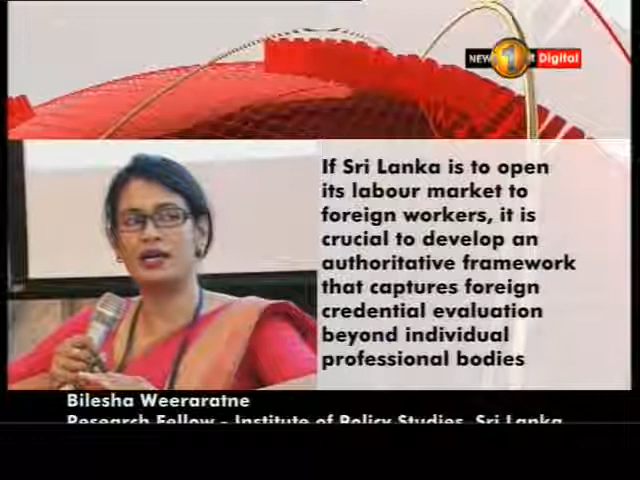 NEWS 1st Digital
If Sri Lanka is to open
its labour market to
foreign workers, it is
crucial to develop an
authoritative framework
that captures foreign
credential evaluation
beyond individual
professional bodies
Bilesha Weeraratne
Research Fellow - Institute of Policy Studies, Sri Lanka